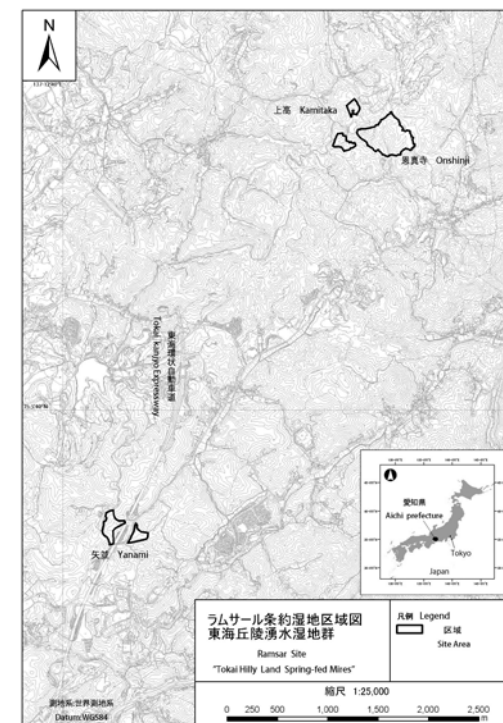 N
上高 Kamitaka
恩真寺 Onshinji
東海環状自動車道
Tokai kanjyo Expressway
矢並 Yanami
愛知県
Aichi prefecture
Tokyo
Japan
ラムサール条約湿地区域図
東海丘陵湧水湿地群
Ramsar Site
"Tokai Hilly Land Spring-fed Mires"
凡例 Legend
区域
Site Area
縮尺 1:25,000
0 250 500 1,000 1,500 2,000 2,500
測地系:世界測地系
Datum:WGS84